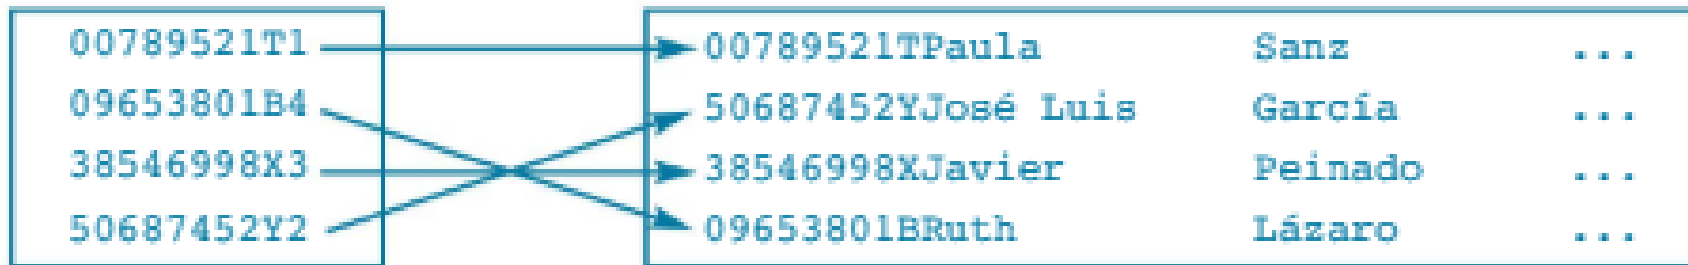 00789521T1
09653801B4
38546998X3
50687452Y2
00789521TPaula Sanz ...
50687452YJosé Luis García ...
38546998XJavier Peinado ...
09653801BRuth Lázaro ...